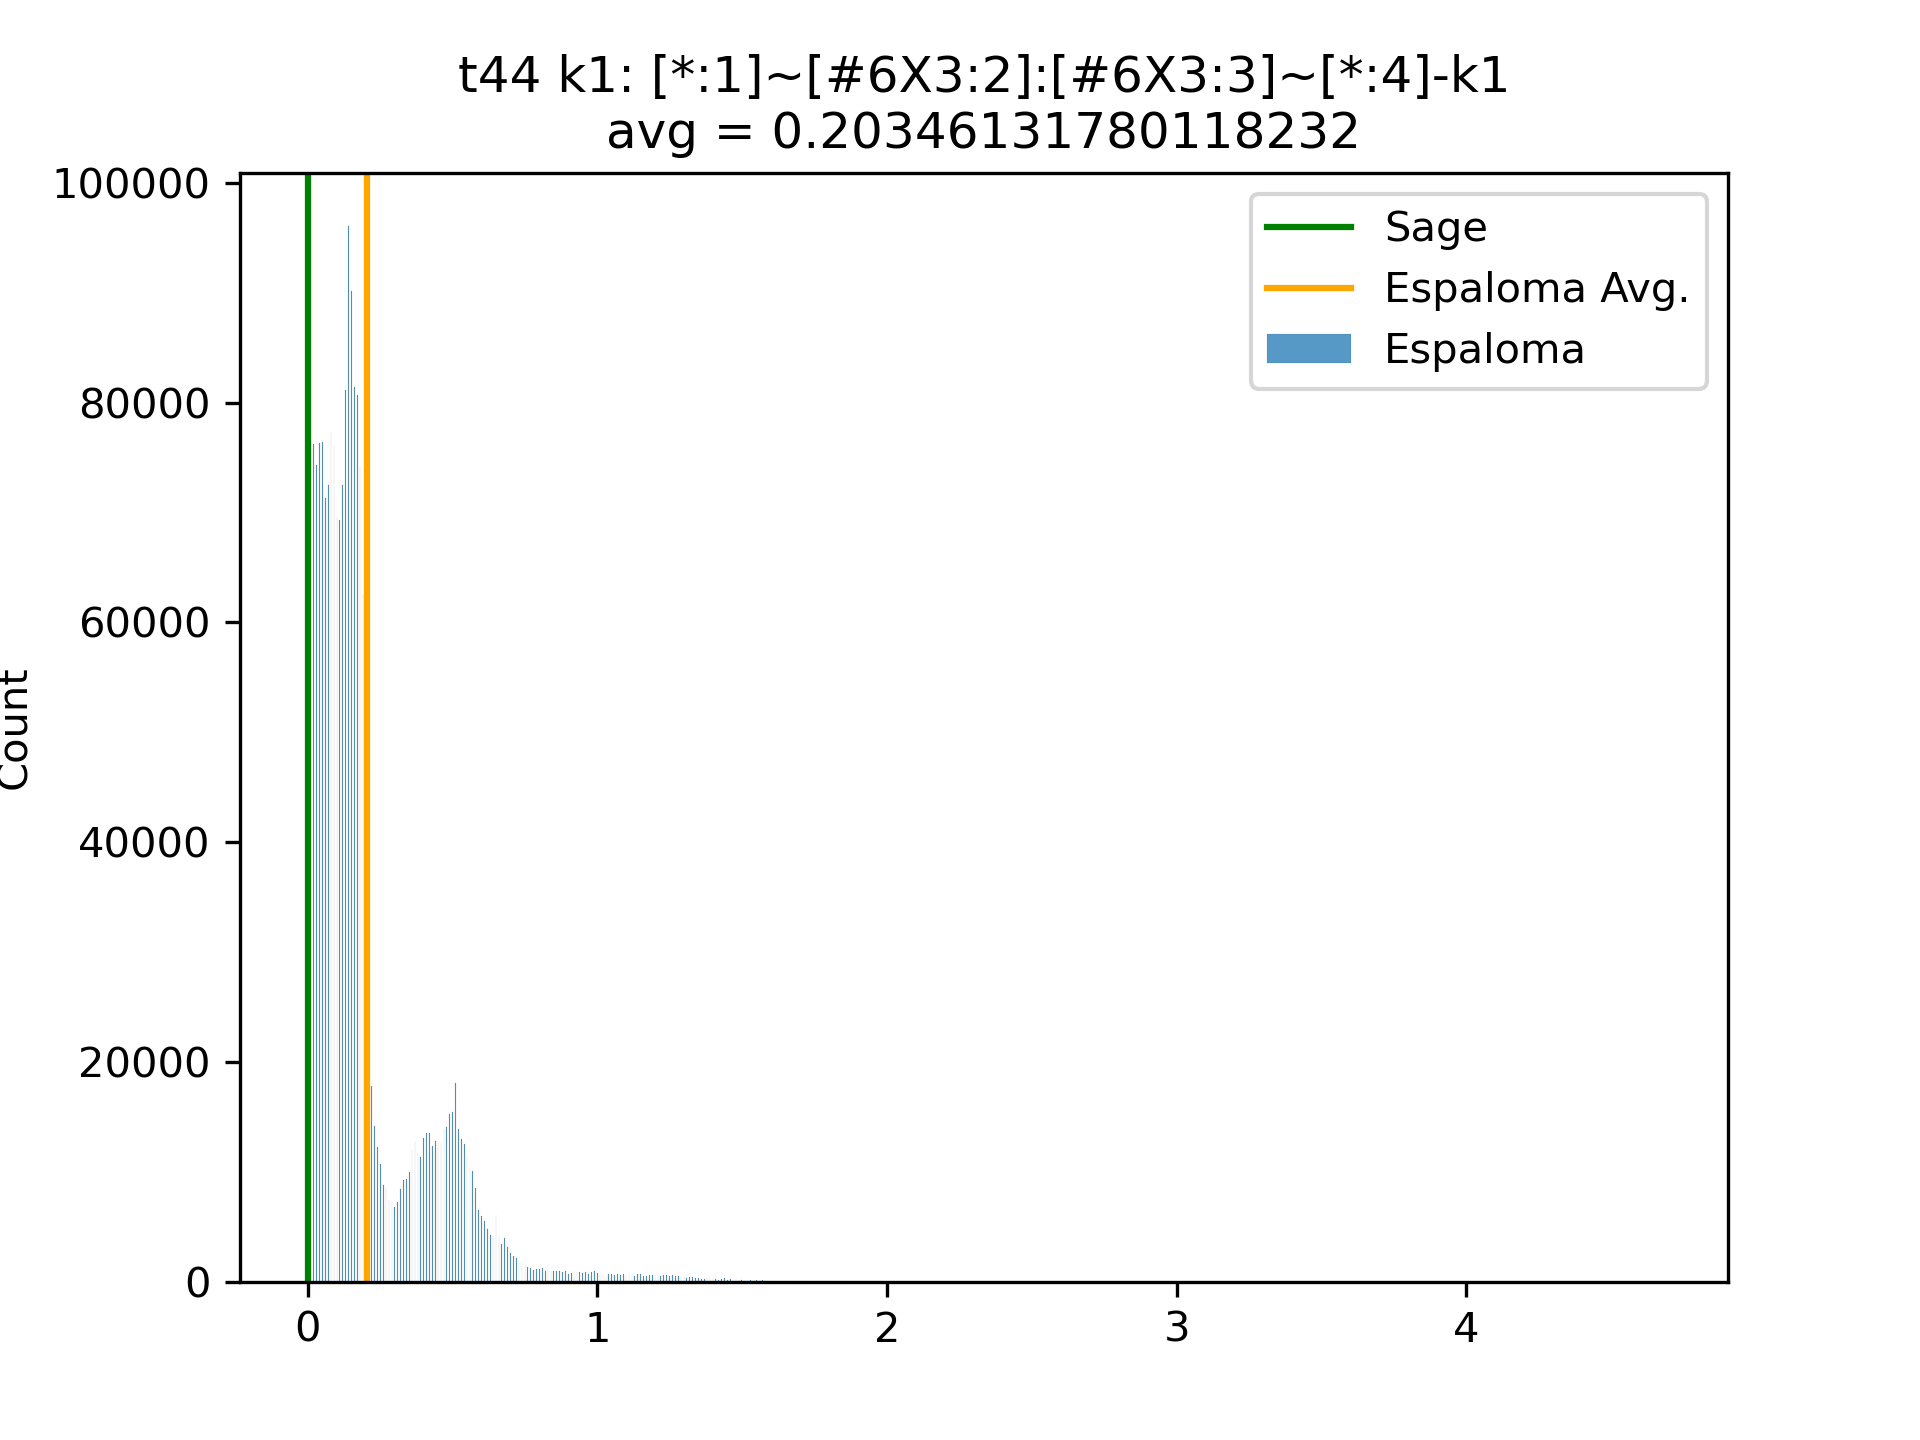 t44 k1: [*:1]~[#6X3:2]:[#6X3:3]~[*:4]-k1
avg = 0.20346131780118232
100000
80000
60000
40000
20000
0
Count
Sage
Espaloma Avg.
Espaloma
0 1 2 3 4